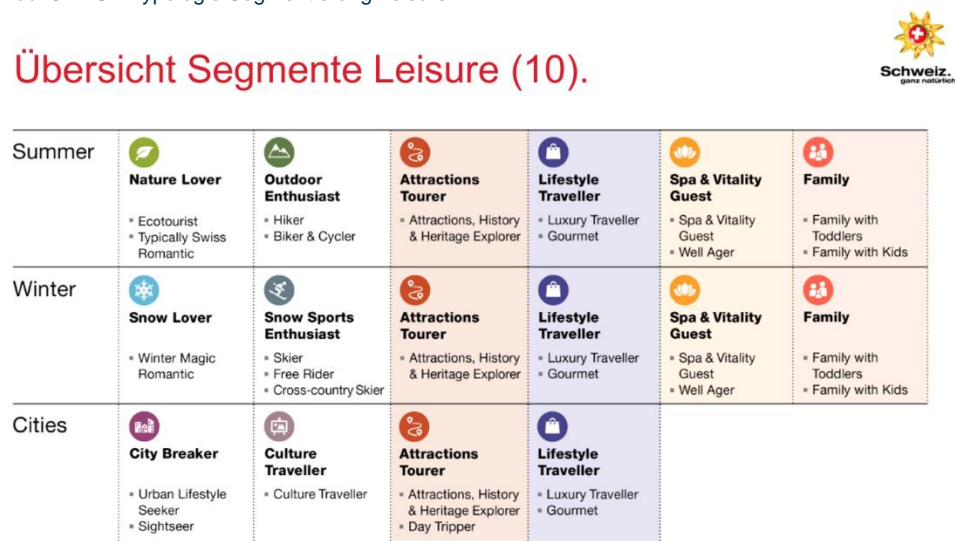 Übersicht Segmente Leisure (10).
Schweiz.
ganz natürlich
Summer
Nature Lover
Ecotourist
Typically Swiss
Romantic
Outdoor
Enthusiast
Hiker
Biker & Cycler
Attractions
Tourer
Attractions, History
& Heritage Explorer
Lifestyle
Traveller
Luxury Traveller
Gourmet
Spa & Vitality
Guest
Spa & Vitality
Guest
Well Ager
Family
Family with
Toddlers
Family with Kids
Winter
Snow Lover
Winter Magic
Romantic
Snow Sports
Enthusiast
Skier
Free Rider
Cross-country Skier
Attractions
Tourer
Attractions, History
& Heritage Explorer
Lifestyle
Traveller
Luxury Traveller
Gourmet
Spa & Vitality
Guest
Spa & Vitality
Guest
Well Ager
Family
Family with
Toddlers
Family with Kids
Cities
City Breaker
Urban Lifestyle
Seeker
Sightseer
Culture
Traveller
Culture Traveller
Attractions
Tourer
Attractions, History
& Heritage Explorer
Day Tripper
Lifestyle
Traveller
Luxury Traveller
Gourmet